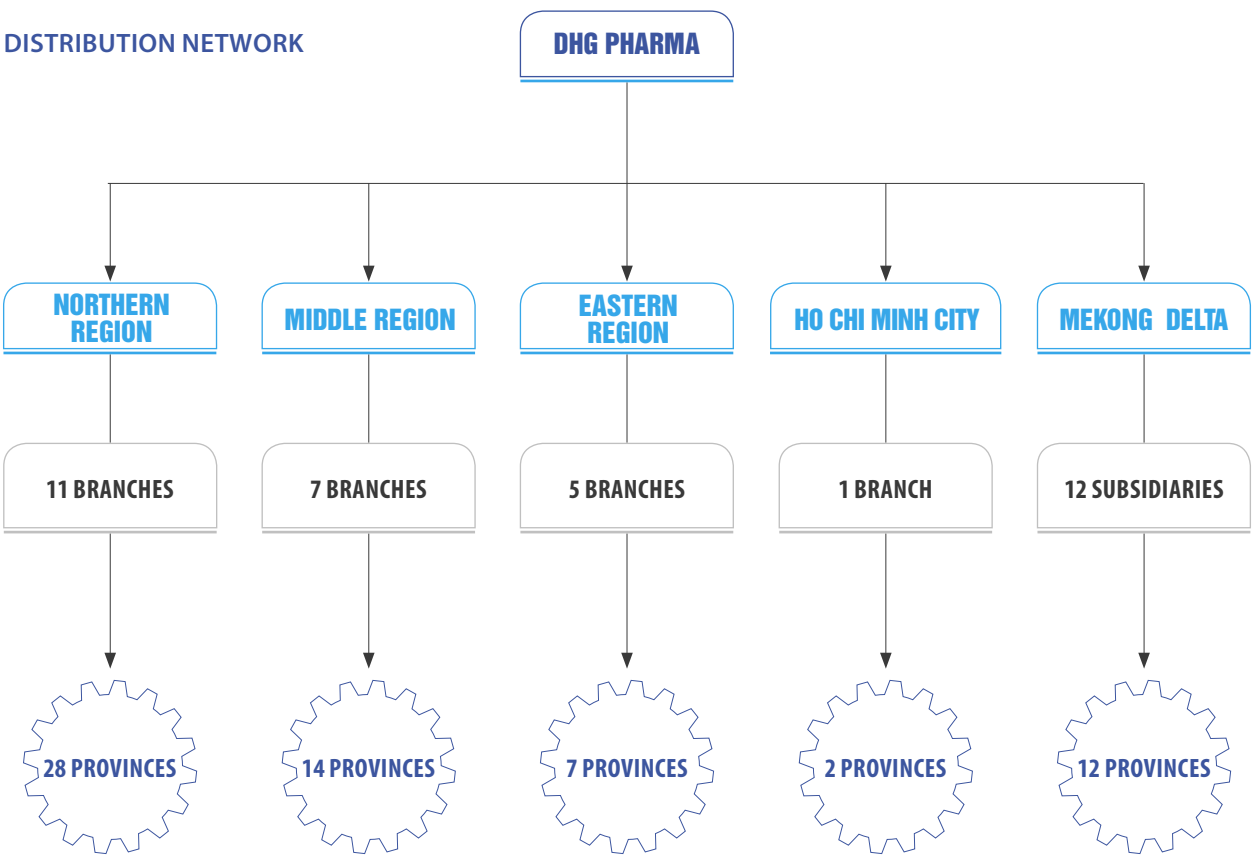 DISTRIBUTION NETWORK
DHG PHARMA
NORTHERN
REGION
MIDDLE REGION
EASTERN
REGION
HO CHI MINH CITY
MEKONG DELTA
11 BRANCHES
7 BRANCHES
5 BRANCHES
1 BRANCH
12 SUBSIDIARIES
28 PROVINCES
14 PROVINCES
7 PROVINCES
2 PROVINCES
12 PROVINCES